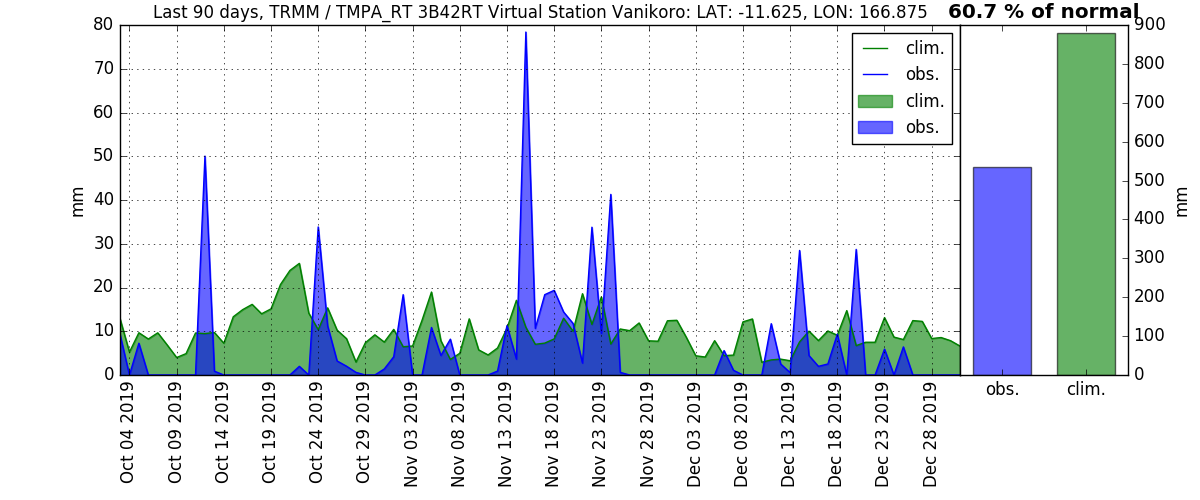 Last 90 days, TRMM / TMPA_RT 3B42RT Virtual Station Vanikoro: LAT: -11.625, LON: 166.875
60.7 % of normal
80
70
60
50
40
30
20
10
0
mm
clim.
obs.
clim.
obs.
900
800
700
600
500
400
300
200
100
0
mm
obs.
clim.
Oct 04 2019
Oct 09 2019
Oct 14 2019
Oct 19 2019
Oct 24 2019
Oct 29 2019
Nov 03 2019
Nov 08 2019
Nov 13 2019
Nov 18 2019
Nov 23 2019
Nov 28 2019
Dec 03 2019
Dec 08 2019
Dec 13 2019
Dec 18 2019
Dec 23 2019
Dec 28 2019